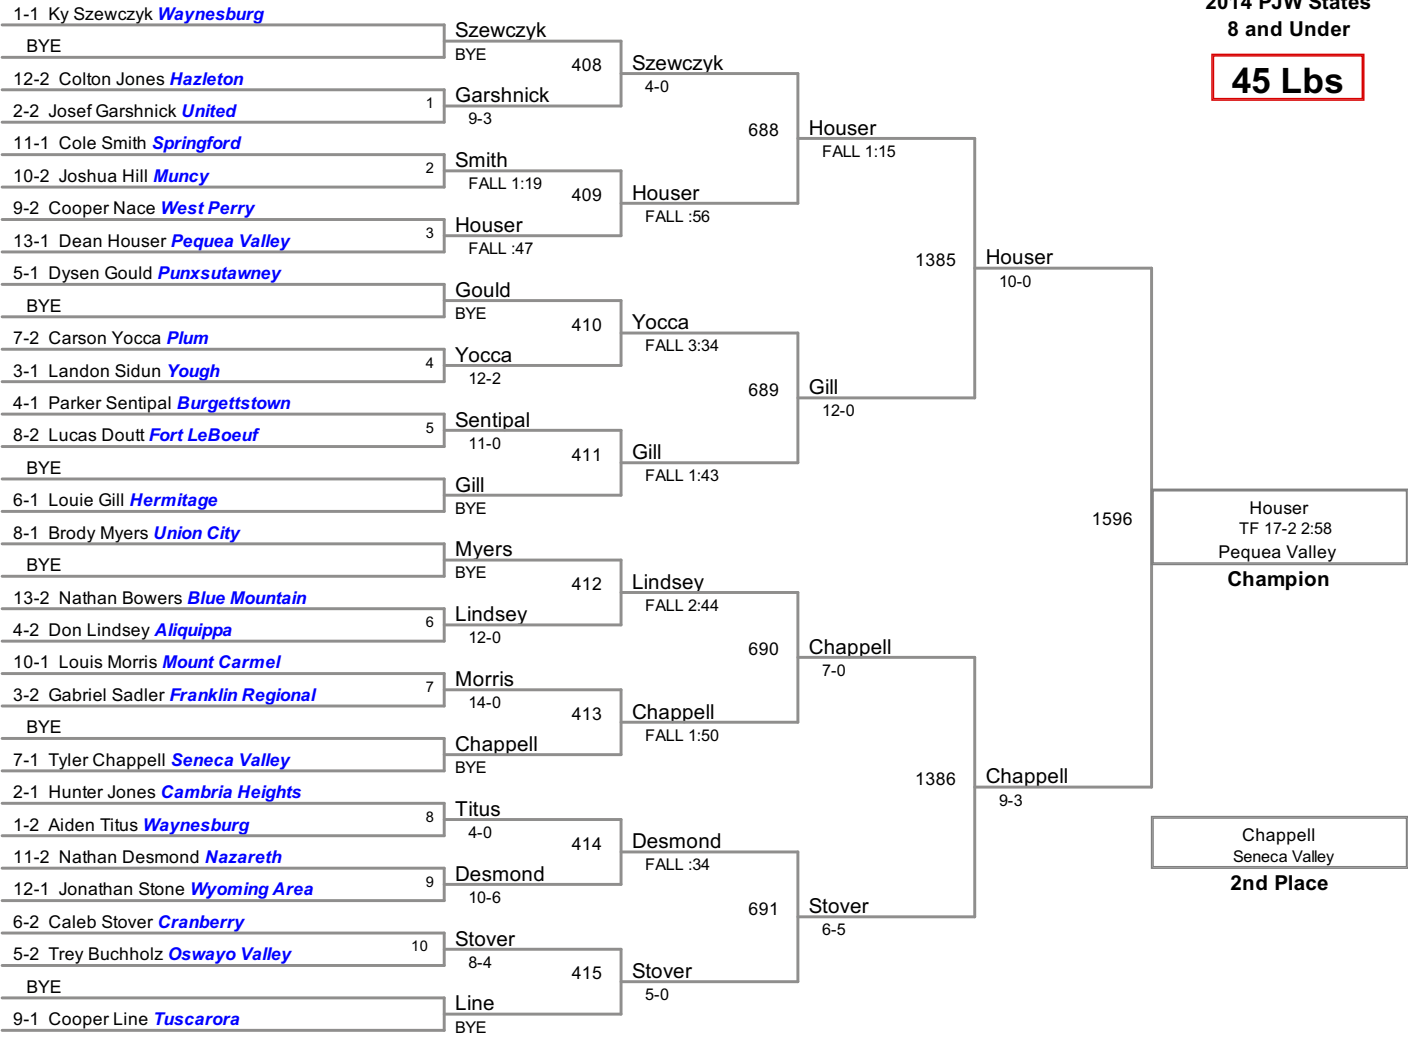 2014 PJW States
8 and Under
45 Lbs
1-1 Ky Szewczyk Waynesburg
BYE
12-2 Colton Jones Hazleton
2-2 Josef Garshnick United
11-1 Cole Smith Springford
10-2 Joshua Hill Muncy
9-2 Cooper Nace West Perry
13-1 Dean Houser Pequea Valley
5-1 Dysen Gould Punxsutawney
BYE
7-2 Carson Yocca Plum
3-1 Landon Sidun Yough
4-1 Parker Sentipal Burgettstown
8-2 Lucas Doutt Fort LeBoeuf
BYE
6-1 Louie Gill Hermitage
8-1 Brody Myers Union City
BYE
13-2 Nathan Bowers Blue Mountain
4-2 Don Lindsey Aliquippa
10-1 Louis Morris Mount Carmel
3-2 Gabriel Sadler Franklin Regional
BYE
7-1 Tyler Chappell Seneca Valley
2-1 Hunter Jones Cambria Heights
1-2 Aiden Titus Waynesburg
11-2 Nathan Desmond Nazareth
12-1 Jonathan Stone Wyoming Area
6-2 Caleb Stover Cranberry
5-2 Trey Buchholz Oswayo Valley
BYE
9-1 Cooper Line Tuscarora
1
2
3
4
5
6
7
8
9
10
Szewczyk
BYE
Garshnick
9-3
Smith
FALL 1:19
Houser
FALL :47
Gould
BYE
Yocca
12-2
Sentipal
11-0
Gill
BYE
Myers
BYE
Lindsey
12-0
Morris
14-0
Chappell
BYE
Titus
4-0
Desmond
10-6
Stover
8-4
Line
BYE
408
409
410
411
412
413
414
415
Szewczyk
4-0
Houser
FALL :56
Yocca
FALL 3:34
Gill
FALL 1:43
Lindsey
FALL 2:44
Chappell
FALL 1:50
Desmond
FALL :34
Stover
5-0
688
689
690
691
Houser
FALL 1:15
Gill
12-0
Chappell
7-0
Stover
6-5
1385
1386
Houser
10-0
Chappell
9-3
1596
Houser
TF 17-2 2:58
Pequea Valley
Champion
Chappell
Seneca Valley
2nd Place